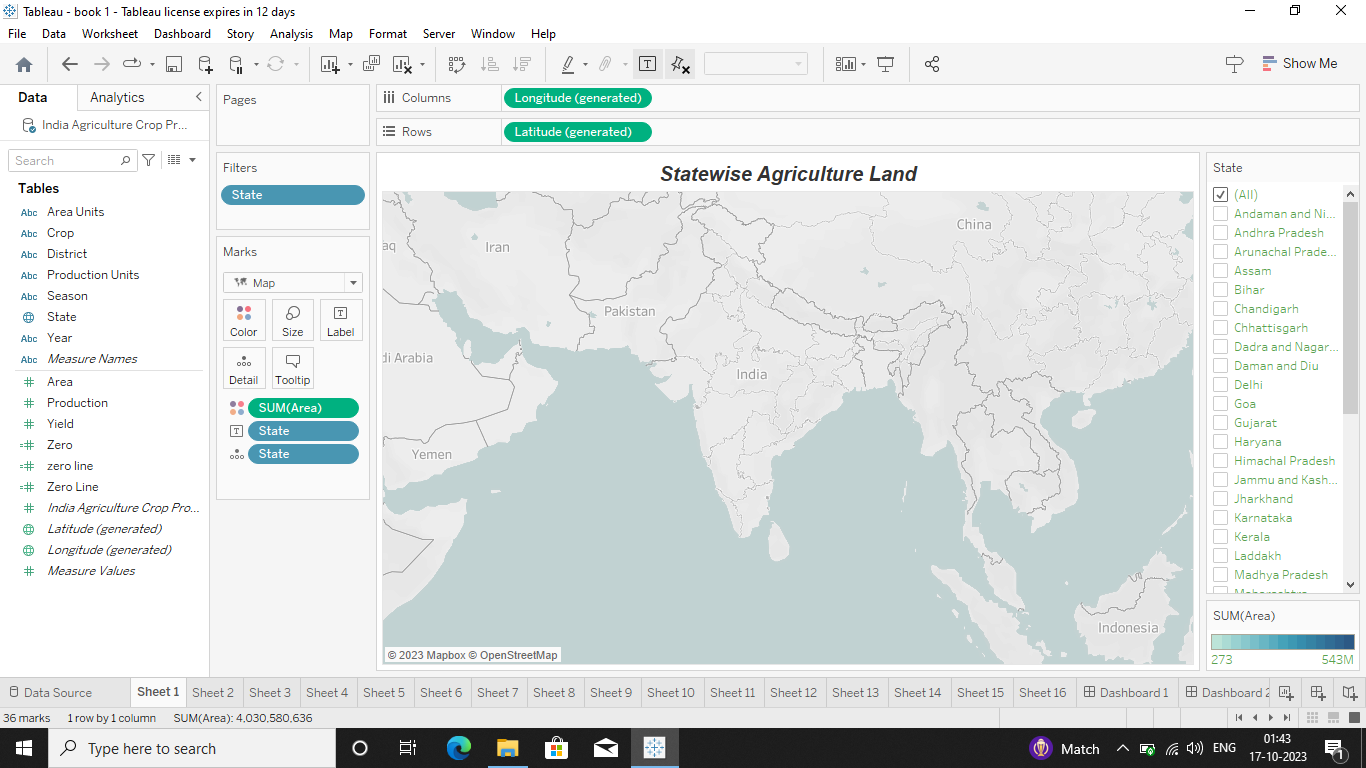 Tableau - book 1 - Tableau license expires in 12 days
File Data Worksheet Dashboard Story Analysis Map Format Server Window Help
Show Me
Data Analytics
India Agriculture Crop Pr...
Search
Tables
Abc Area Units
Abc Crop
Abc District
Abc Production Units
Abc Season
State
Abc Year
Abc Measure Names
Area
Production
Yield
Zero
zero line
Zero Line
India Agriculture Crop Pro...
Latitude (generated)
Longitude (generated)
Measure Values
Pages
Filters
State
Marks
Map
Color Size Label
Detail Tooltip
SUM(Area)
State
State
Columns Longitude (generated)
Rows Latitude (generated)
Statewise Agriculture Land
China
Iran
aq
Pakistan
di Arabia
India
Yemen
Indonesia
© 2023 Mapbox © OpenStreetMap
State
(All)
Andaman and Ni...
Andhra Pradesh
Arunachal Prade...
Assam
Bihar
Chandigarh
Chhattisgarh
Dadra and Nagar...
Daman and Diu
Delhi
Goa
Gujarat
Haryana
Himachal Pradesh
Jammu and Kash...
Jharkhand
Karnataka
Kerala
Laddakh
Madhya Pradesh
Maharashtra
SUM(Area)
273 543M
Data Source Sheet 1 Sheet 2 Sheet 3 Sheet 4 Sheet 5 Sheet 6 Sheet 7 Sheet 8 Sheet 9 Sheet 10 Sheet 11 Sheet 12 Sheet 13 Sheet 14 Sheet 15 Sheet 16 Dashboard 1 Dashboard 2
36 marks 1 row by 1 column SUM(Area): 4,030,580,636
Type here to search
Match
ENG
01:43
17-10-2023
1